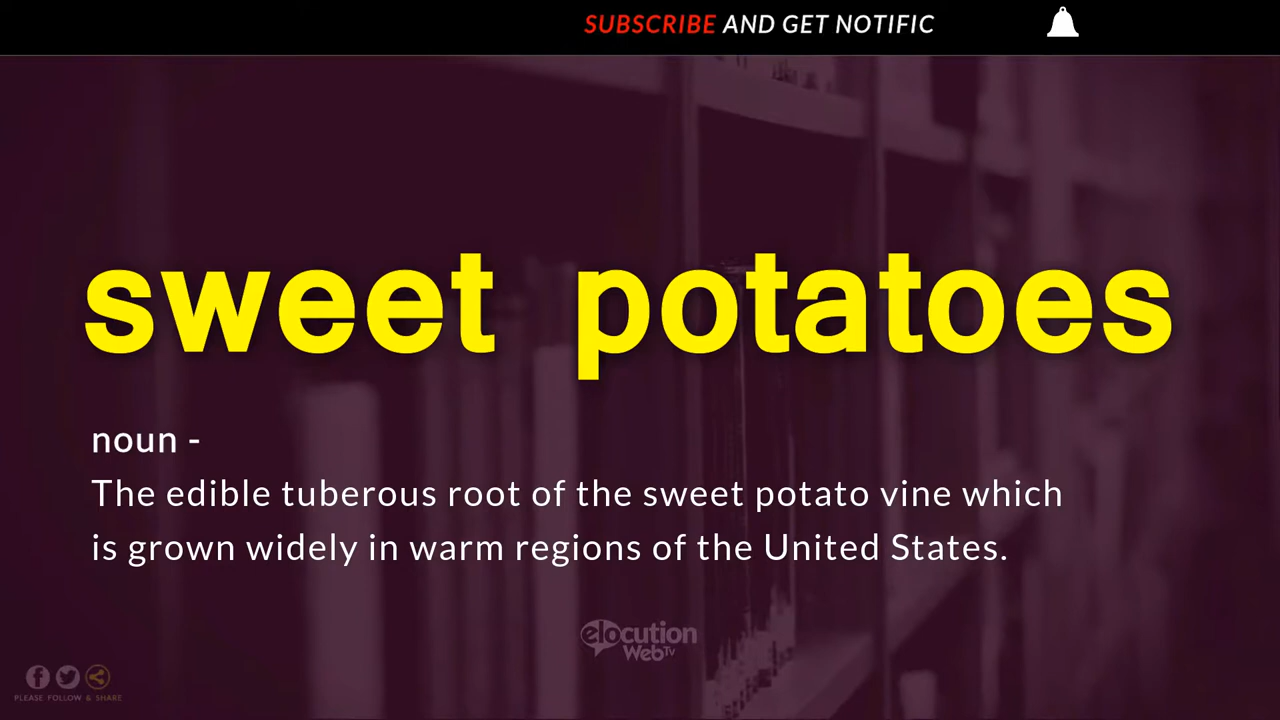 SUBSCRIBE AND GET NOTIFIC
sweet potatoes
noun -
The edible tuberous root of the sweet potato vine which
is grown widely in warm regions of the United States.
elocution
WebTv
PLEASE FOLLOW & SHARE